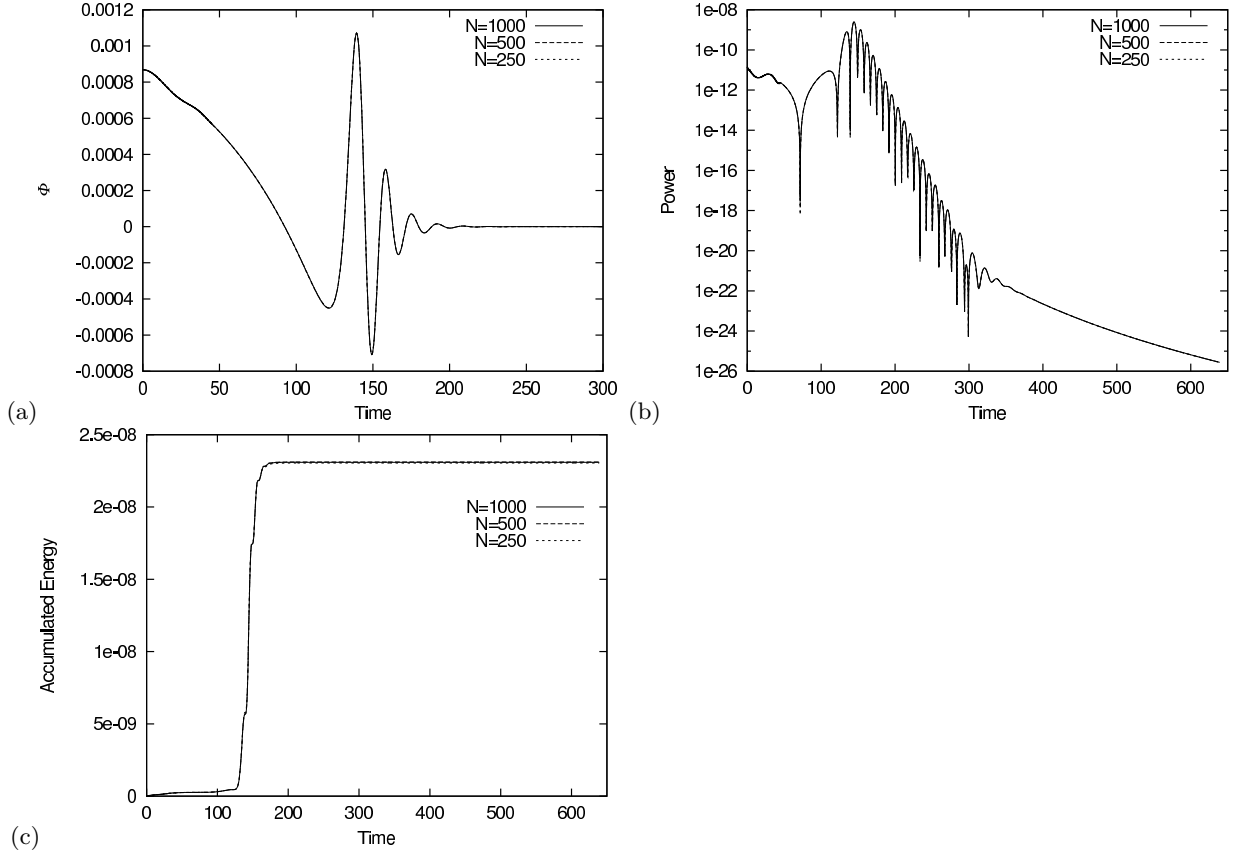 0.0012
0.001
0.0008
0.0006
0.0004
0.0002
0
-0.0002
-0.0004
-0.0006
-0.0008
Φ
N=1000
N=500
N=250
0 50 100 150 200 250 300
Time
(a)
1e-08
1e-10
1e-12
1e-14
1e-16
1e-18
1e-20
1e-22
1e-24
1e-26
Power
N=1000
N=500
N=250
0 100 200 300 400 500 600
Time
(b)
2.5e-08
2e-08
1.5e-08
1e-08
5e-09
0
Accumulated Energy
N=1000
N=500
N=250
0 100 200 300 400 500 600
Time
(c)